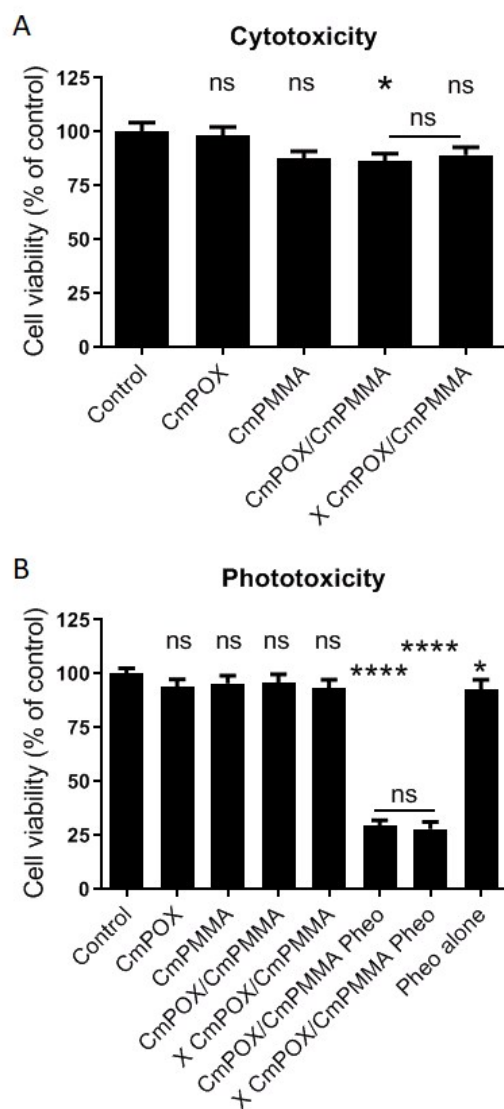 A
Cytotoxicity
Cell viability (% of control)
125
100
75
50
25
0
ns
ns
*
ns
ns
Control
CmPOX
CmPMMA
CmPOX/CmPMMA
X CmPOX/CmPMMA
B
Phototoxicity
Cell viability (% of control)
125
100
75
50
25
0
ns
ns
ns
ns
****
****
*
ns
Control
CmPOX
CmPMMA
CmPOX/CmPMMA
X CmPOX/CmPMMA
CmPOX/CmPMMA Pheo
X CmPOX/CmPMMA Pheo
Pheo alone